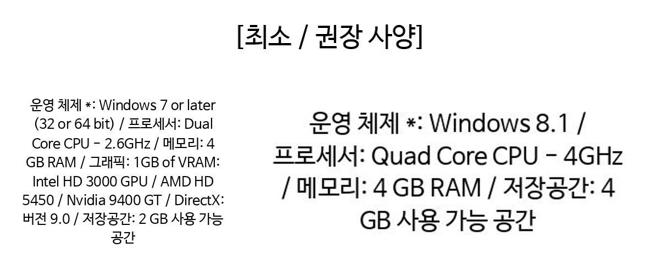 [최소 / 권장 사양]
운영 체제 *: Windows 7 or later
(32 or 64 bit) / 프로세서: Dual
Core CPU - 2.6GHz / 메모리: 4
GB RAM / 그래픽: 1GB of VRAM:
Intel HD 3000 GPU / AMD HD
5450 / Nvidia 9400 GT / DirectX:
버전 9.0 / 저장공간: 2 GB 사용 가능
공간
운영 체제 *: Windows 8.1 /
프로세서: Quad Core CPU - 4GHz
/ 메모리: 4 GB RAM / 저장공간: 4
GB 사용 가능 공간